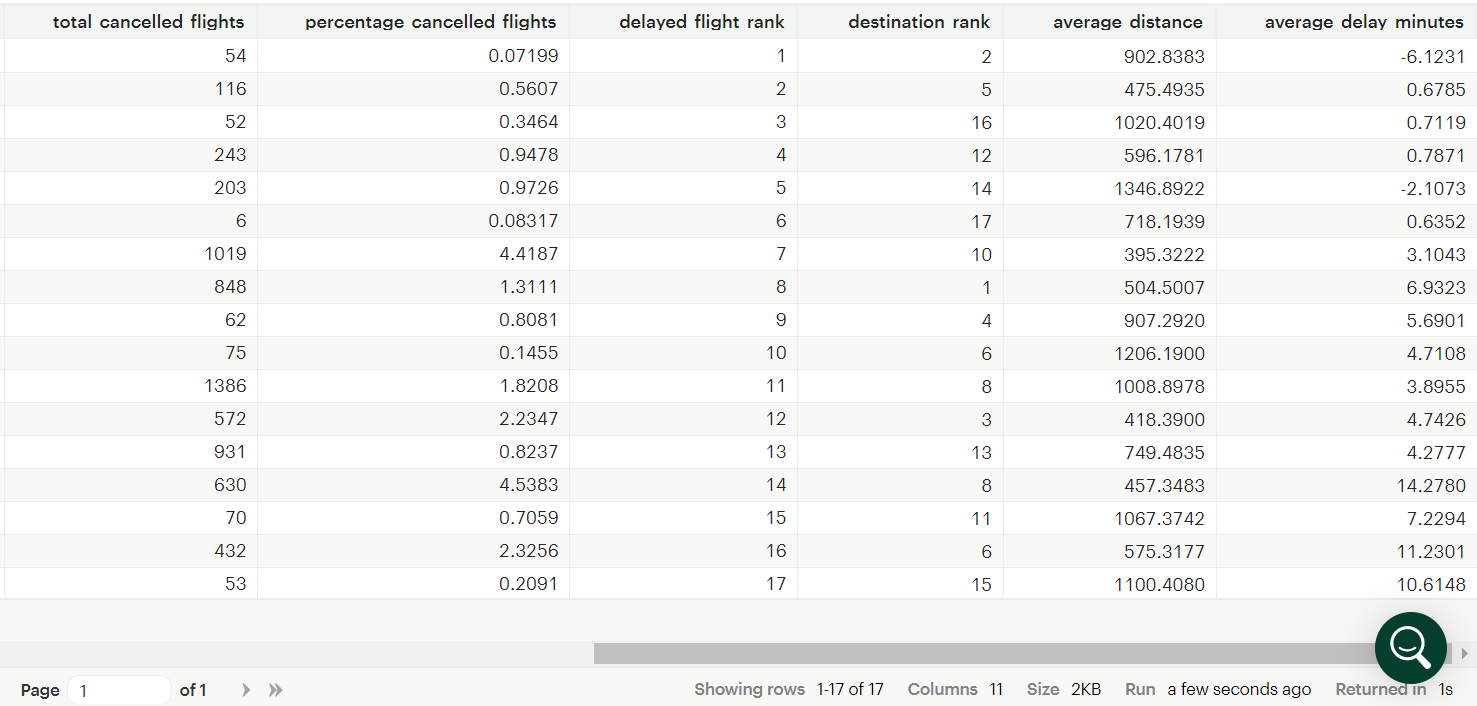 total cancelled flights percentage cancelled flights delayed flight rank destination rank average distance average delay minutes
54 0.07199 1 2 902.8383 -6.1231
116 0.5607 2 5 475.4935 0.6785
52 0.3464 3 16 1020.4019 0.7119
243 0.9478 4 12 596.1781 0.7871
203 0.9726 5 14 1346.8922 -2.1073
6 0.08317 6 17 718.1939 0.6352
1019 4.4187 7 10 395.3222 3.1043
848 1.3111 8 1 504.5007 6.9323
62 0.8081 9 4 907.2920 5.6901
75 0.1455 10 6 1206.1900 4.7108
1386 1.8208 11 8 1008.8978 3.8955
572 2.2347 12 3 418.3900 4.7426
931 0.8237 13 13 749.4835 4.2777
630 4.5383 14 8 457.3483 14.2780
70 0.7059 15 11 1067.3742 7.2294
432 2.3256 16 6 575.3177 11.2301
53 0.2091 17 15 1100.4080 10.6148
Page 1 of 1 Showing rows 1-17 of 17 Columns 11 Size 2KB Run a few seconds ago Returned in 1s